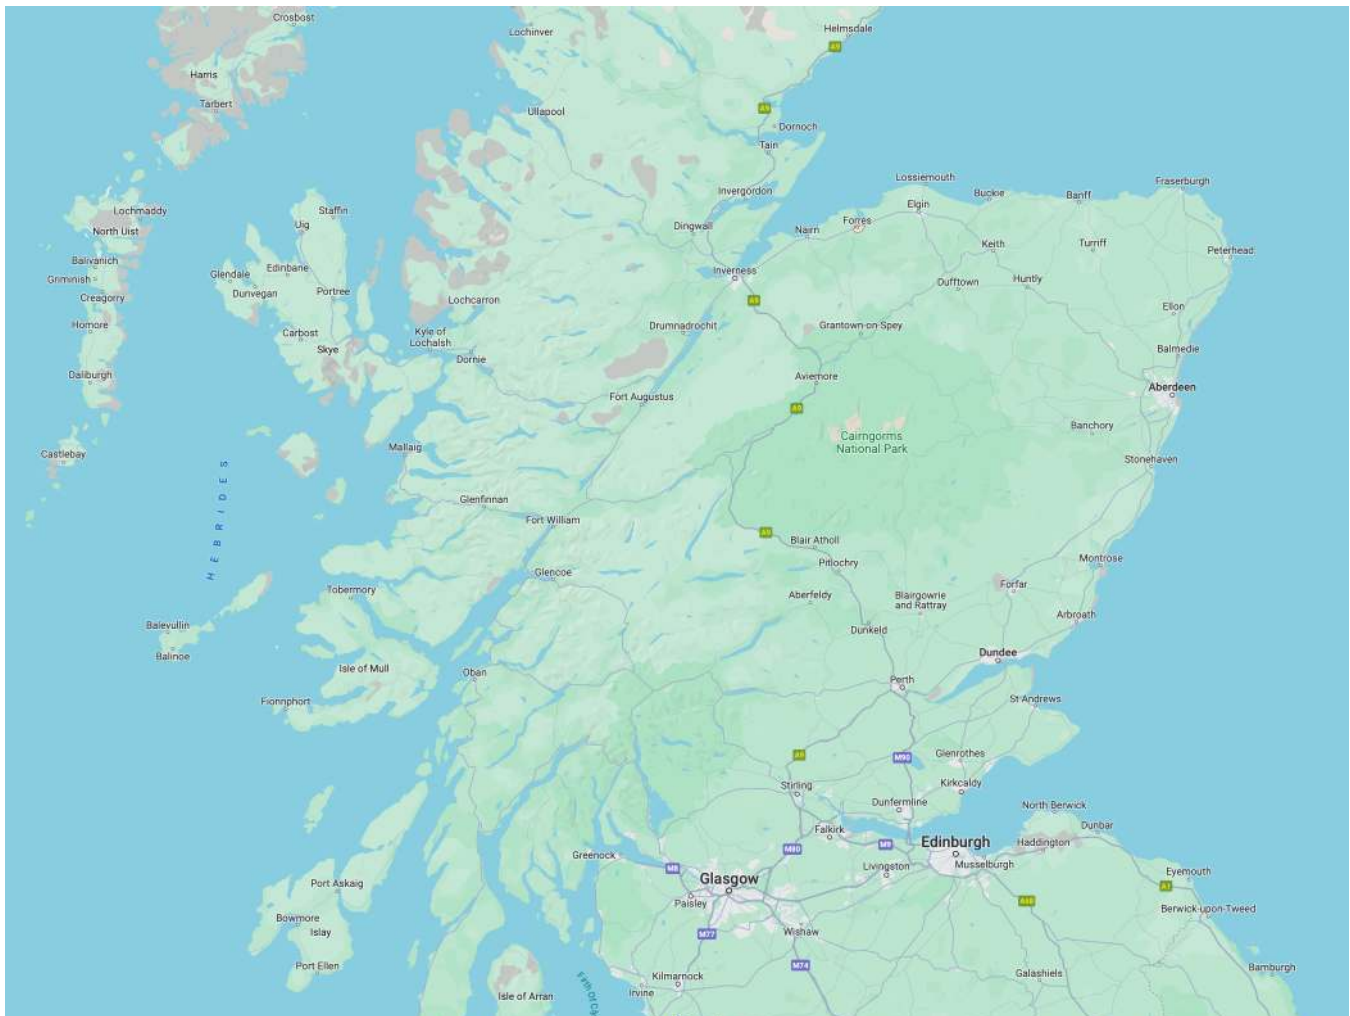 Crosbost
Lochinver
Helmsdale
A9
Harris
Tarbert
Ullapool
A9
Dornoch
Tain
Lossiemouth
Fraserburgh
Invergordon
Buckie
Banff
Elgin
Staffin
Lochmaddy
Uig
Dingwall
Forres
Nairn
North Uist
Keith
Turriff
Peterhead
Balivanich
Edinbane
Glendale
Inverness
Griminish
Dufftown
Huntly
Dunvegan
Portree
Creagorry
Lochcarron
A9
Ellon
Homore
Drumnadrochit
Grantown-on-Spey
Carbost
Kyle of
Lochalsh
Skye
Dornie
Balmedie
Daliburgh
Aviemore
Aberdeen
Fort Augustus
A9
Banchory
Cairngorms
National Park
Mallaig
Castlebay
Stonehaven
HEBRIDES
Glenfinnan
Fort William
A9
Blair Atholl
Pitlochry
Montrose
Glencoe
Forfar
Tobermory
Aberfeldy
Blairgowrie
and Rattray
Arbroath
Balevullin
Dunkeld
Balinoe
Dundee
Isle of Mull
Oban
Perth
Fionnphort
St Andrews
A9
M90
Glenrothes
Stirling
Kirkcaldy
Dunfermline
North Berwick
Falkirk
Dunbar
Edinburgh
Haddington
M80
M9
Greenock
M8
Livingston
Musselburgh
Eyemouth
Glasgow
Port Askaig
A1
Paisley
A68
Berwick-upon-Tweed
Bowmore
Islay
Wishaw
M77
Port Ellen
M74
Bamburgh
Kilmarnock
Galashiels
Irvine
Isle of Arran